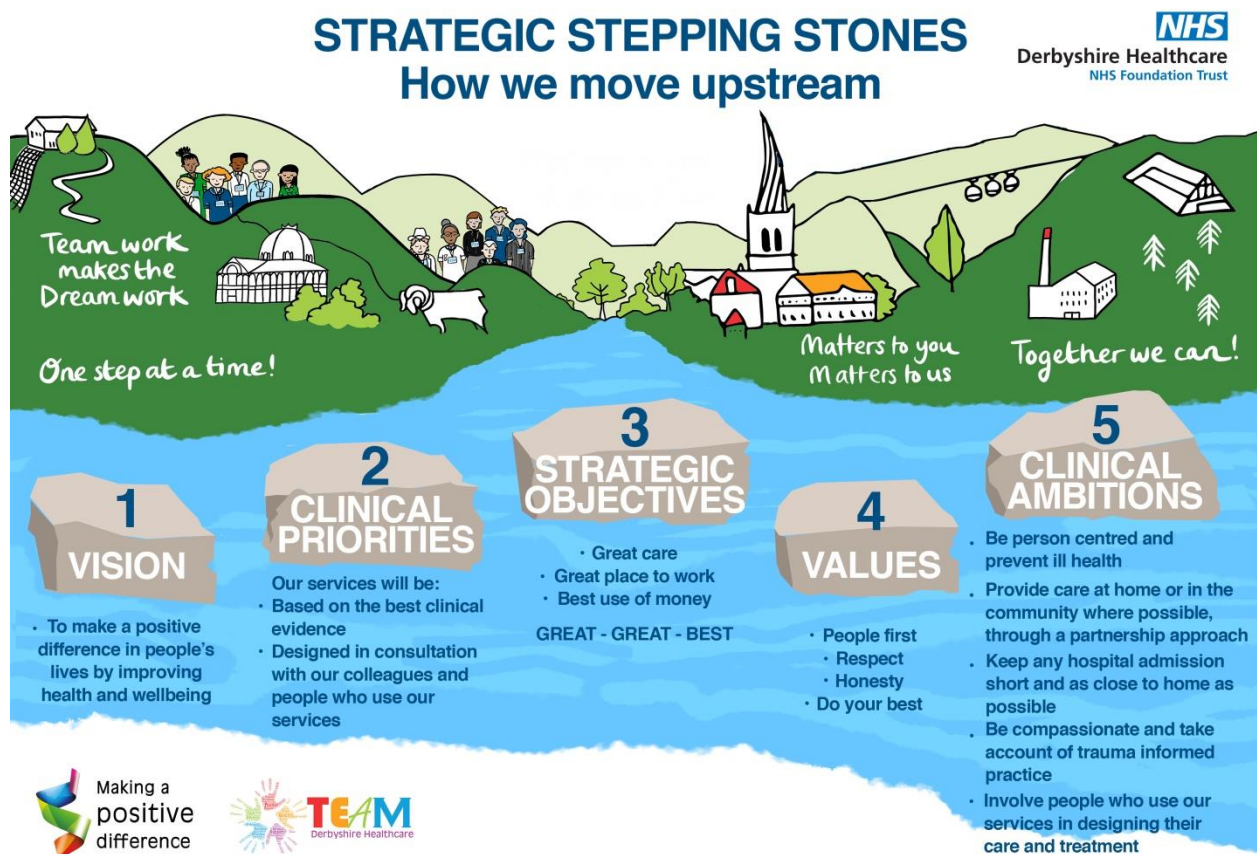 STRATEGIC STEPPING STONES
How we move upstream
NHS
Derbyshire Healthcare
NHS Foundation Trust
Team work
makes the
Dream work
One step at a time!
Matters to you
Matters to us
Together we can!
1
VISION
• To make a positive
difference in people's
lives by improving
health and wellbeing
2
CLINICAL
PRIORITIES
Our services will be:
• Based on the best clinical
evidence
• Designed in consultation
with our colleagues and
people who use our
services
3
STRATEGIC
OBJECTIVES
• Great care
• Great place to work
• Best use of money
GREAT - GREAT - BEST
4
VALUES
• People first
• Respect
• Honesty
• Do your best
5
CLINICAL
AMBITIONS
• Be person centred and
prevent ill health
• Provide care at home or in the
community where possible,
through a partnership approach
• Keep any hospital admission
short and as close to home as
possible
• Be compassionate and take
account of trauma informed
practice
• Involve people who use our
services in designing their
care and treatment
Making a
positive
difference
TEAM
Derbyshire Healthcare